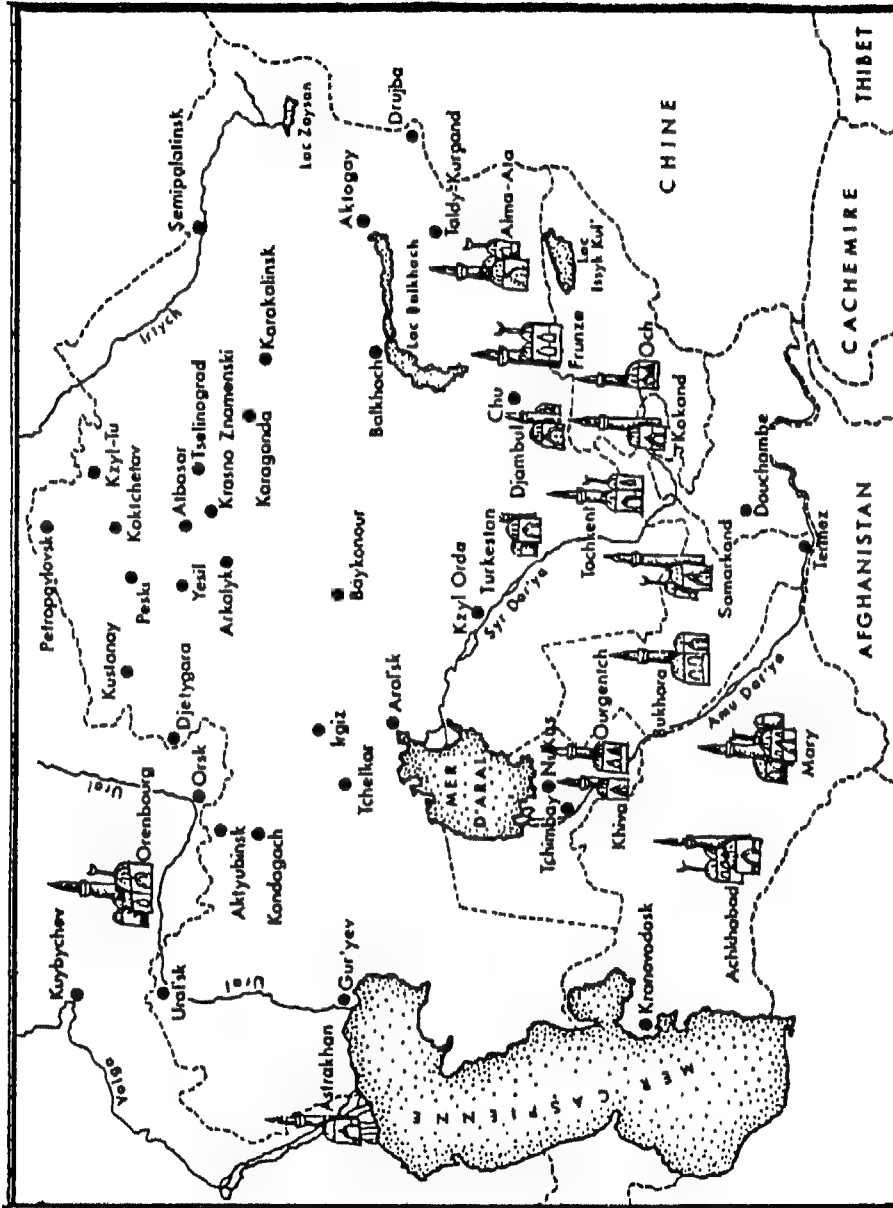 Petropavlovsk
Semipalatinsk
Kuybychev
Kzyl-Tu
Koktchetav
Kustanay
Peski
Irtych
Lac Zaysan
Volga
Ural
Orenbourg
Djetygara
Yesil
Atbasar
Tselinograd
Krasno Znamenski
Arkalyk
Karaganda
Karakalinsk
Ural'sk
Orsk
Aktyubinsk
Kandagach
Ural
Gur'yev
Astrakhan
Irgiz
Tchelkar
Baykonour
Balkhach
Aktogay
Drujba
Lac Balkhach
Taldy-Kurgand
Aral'sk
MER
D'ARAL
Kzyl Orda
Turkestan
Syr Dar'ya
Djambul
Chu
Frunze
Alma-Ata
Lac
Issyk Kul'
CHINE
MER CASPIENNE
Tchimbay
Nukus
Khiva
Ourgentch
Bukhara
Tachkent
Samarkand
Kokand
Och
Kranovodosk
Achkhabad
Mary
Amu Dar'ya
Termez
Douchambe
AFGHANISTAN
CACHEMIRE
THIBET